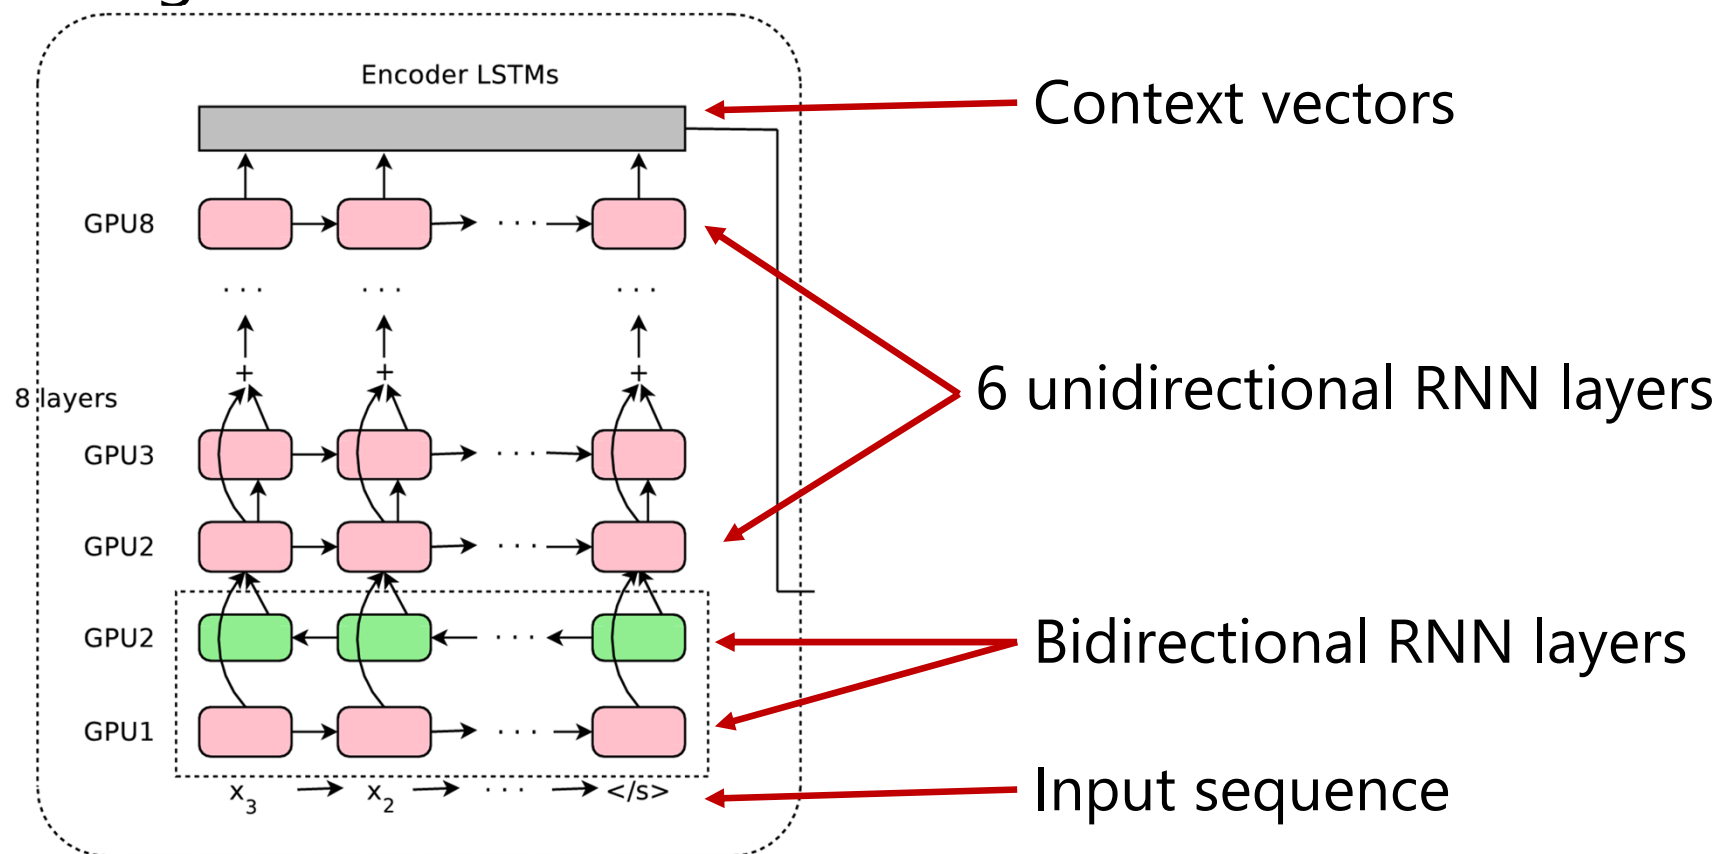 Encoder LSTMs
Context vectors
GPU8
· · ·
· · · · · · · · ·
+ + +
8 layers
6 unidirectional RNN layers
GPU3
· · ·
GPU2
· · ·
GPU2
· · ·
Bidirectional RNN layers
GPU1
· · ·
x3 x2 · · · </s>
Input sequence